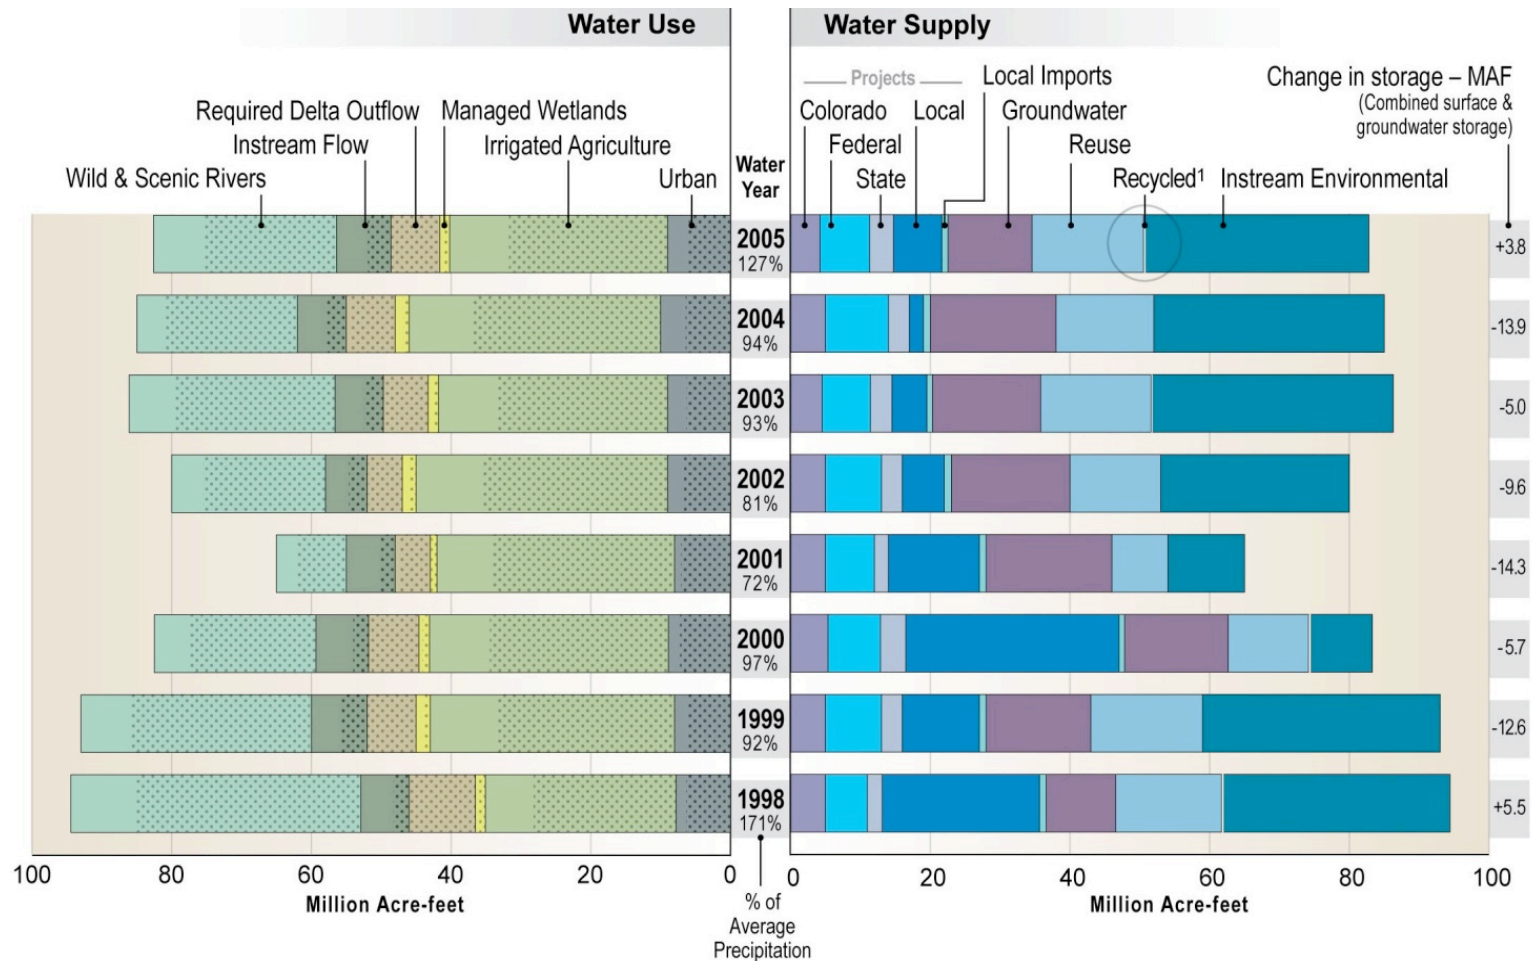 Water Use
Water Supply
Required Delta Outflow
Managed Wetlands
Instream Flow
Irrigated Agriculture
Wild & Scenic Rivers
Urban
Water
Year
Projects
Local Imports
Colorado
Local
Groundwater
Federal
Reuse
State
Recycled¹
Instream Environmental
Change in storage – MAF
(Combined surface &
groundwater storage)
2005
127%
+3.8
2004
94%
-13.9
2003
93%
-5.0
2002
81%
-9.6
2001
72%
-14.3
2000
97%
-5.7
1999
92%
-12.6
1998
171%
+5.5
100 80 60 40 20 0
Million Acre-feet
0 20 40 60 80 100
Million Acre-feet
% of
Average
Precipitation